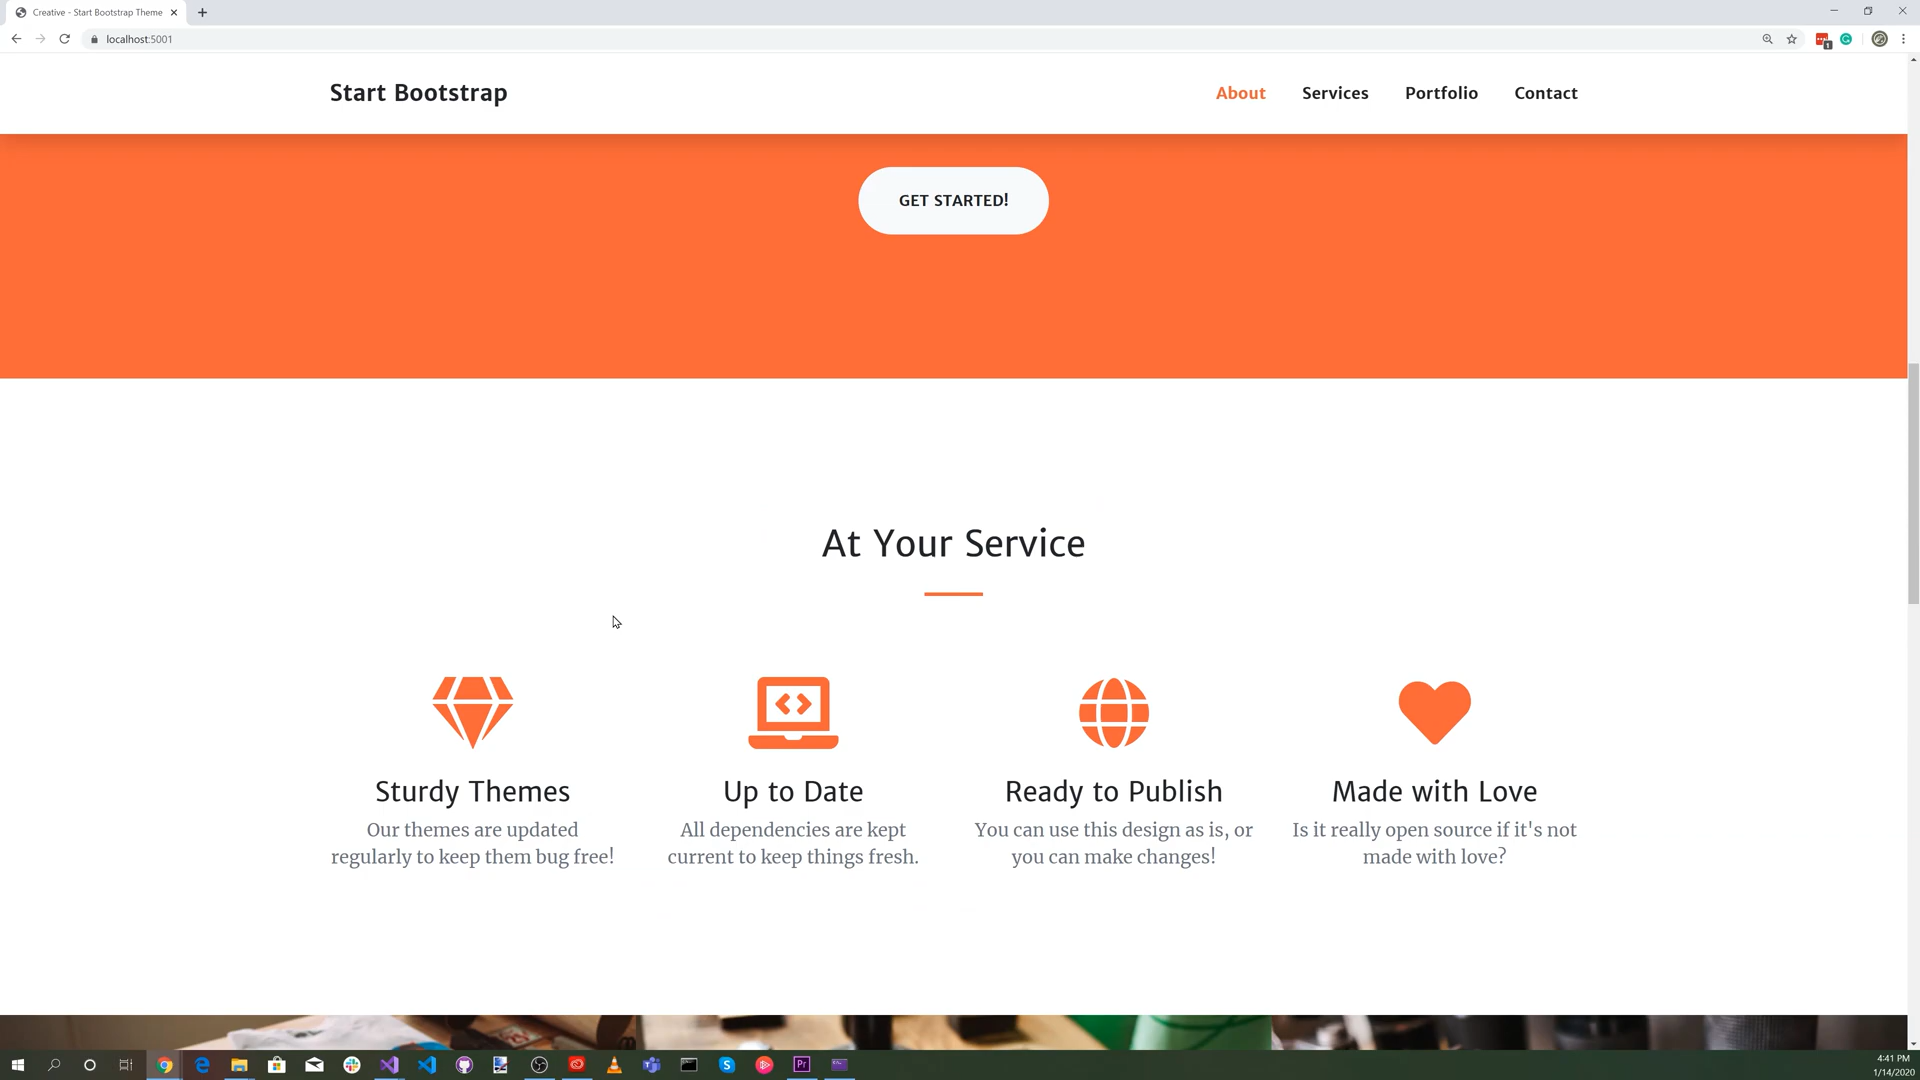 Creative - Start Bootstrap Theme
localhost:5001
Start Bootstrap
About Services Portfolio Contact
GET STARTED!
At Your Service
Sturdy Themes
Our themes are updated
regularly to keep them bug free!
Up to Date
All dependencies are kept
current to keep things fresh.
Ready to Publish
You can use this design as is, or
you can make changes!
Made with Love
Is it really open source if it's not
made with love?
4:41 PM
1/14/2020